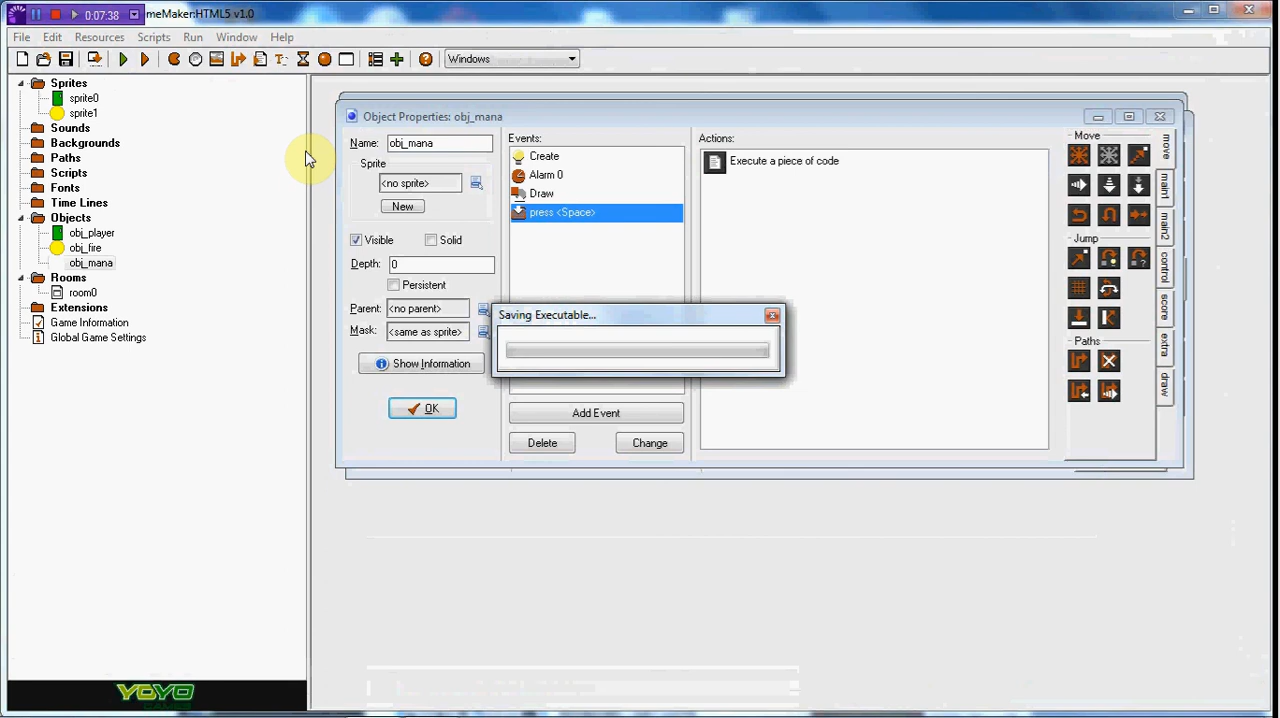 0:07:38
meMaker:HTML5 v1.0
File Edit Resources Scripts Run Window Help
Windows
Sprites
sprite0
sprite1
Sounds
Backgrounds
Paths
Scripts
Fonts
Time Lines
Objects
obj_player
obj_fire
obj_mana
Rooms
room0
Extensions
Game Information
Global Game Settings
YOYO
GAMES
Object Properties: obj_mana
Name: obj_mana
Sprite
<no sprite>
New
Visible Solid
Depth: 0
Persistent
Parent: <no parent>
Mask: <same as sprite>
Show Information
OK
Events:
Create
Alarm 0
Draw
press <Space>
Add Event
Delete Change
Saving Executable...
Actions:
Execute a piece of code
Move
Jump
Paths
move
main1
main2
control
score
extra
draw